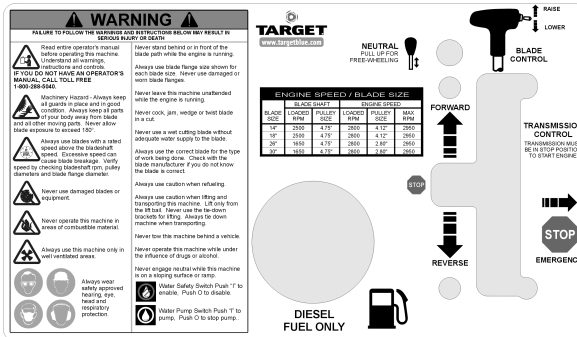 WARNING
FAILURE TO FOLLOW THE WARNINGS AND INSTRUCTIONS BELOW MAY RESULT IN
SERIOUS INJURY OR DEATH
Read entire operator's manual
before operating this machine.
Understand all warnings,
instructions and controls.
IF YOU DO NOT HAVE AN OPERATOR'S
MANUAL, CALL TOLL FREE
1-800-288-5040.
Machinery Hazard - Always keep
all guards in place and in good
condition. Always keep all parts
of your body away from blade
and all other moving parts. Never allow
blade exposure to exceed 180°.
Always use blades with a rated
speed above the bladeshaft
speed. Excessive speed can
cause blade breakage. Verify
speed by checking bladeshaft rpm, pulley
diameters and blade flange diameter.
Never use damaged blades or
equipment.
Never operate this machine in
areas of combustible material.
Always use this machine only in
well ventilated areas.
Always wear
safety approved
hearing, eye,
head and
respiratory
protection.
Never stand behind or in front of the
blade path while the engine is running.
Always use blade flange size shown for
each blade size. Never use damaged or
worn blade flanges.
Never leave this machine unattended
while the engine is running.
Never cock, jam, wedge or twist blade
in a cut.
Never use a wet cutting blade without
adequate water supply to the blade.
Always use the correct blade for the type
of work being done. Check with the
blade manufacturer if you do not know
the blade is correct.
Always use caution when refueling.
Always use caution when lifting and
transporting this machine. Lift only from
the lift bail. Never use the tie-down
brackets for lifting. Always tie down
machine when transporting.
Never tow this machine behind a vehicle.
Never operate this machine while under
the influence of drugs or alcohol.
Never engage neutral while this machine
is on a sloping surface or ramp.
Water Safety Switch Push "I" to
enable, Push O to disable.
Water Pump Switch Push "I" to
pump, Push O to stop pump.
TARGET
www.targetblue.com
ENGINE SPEED / BLADE SIZE
BLADE SHAFT ENGINE SPEED
BLADE SIZE LOADED RPM PULLEY SIZE LOADED RPM PULLEY SIZE MAX RPM
14" 2500 4.75" 2800 4.12" 2950
18" 2500 4.75" 2800 4.12" 2950
26" 1650 4.75" 2800 2.80" 2950
30" 1650 4.75" 2800 2.80" 2950
DIESEL
FUEL ONLY
NEUTRAL
PULL UP FOR
FREE-WHEELING
RAISE
LOWER
BLADE
CONTROL
FORWARD
STOP
REVERSE
TRANSMISSIO
CONTROL
TRANSMISSION MUS
BE IN STOP POSITIO
TO START ENGINE
STOP
EMERGENC